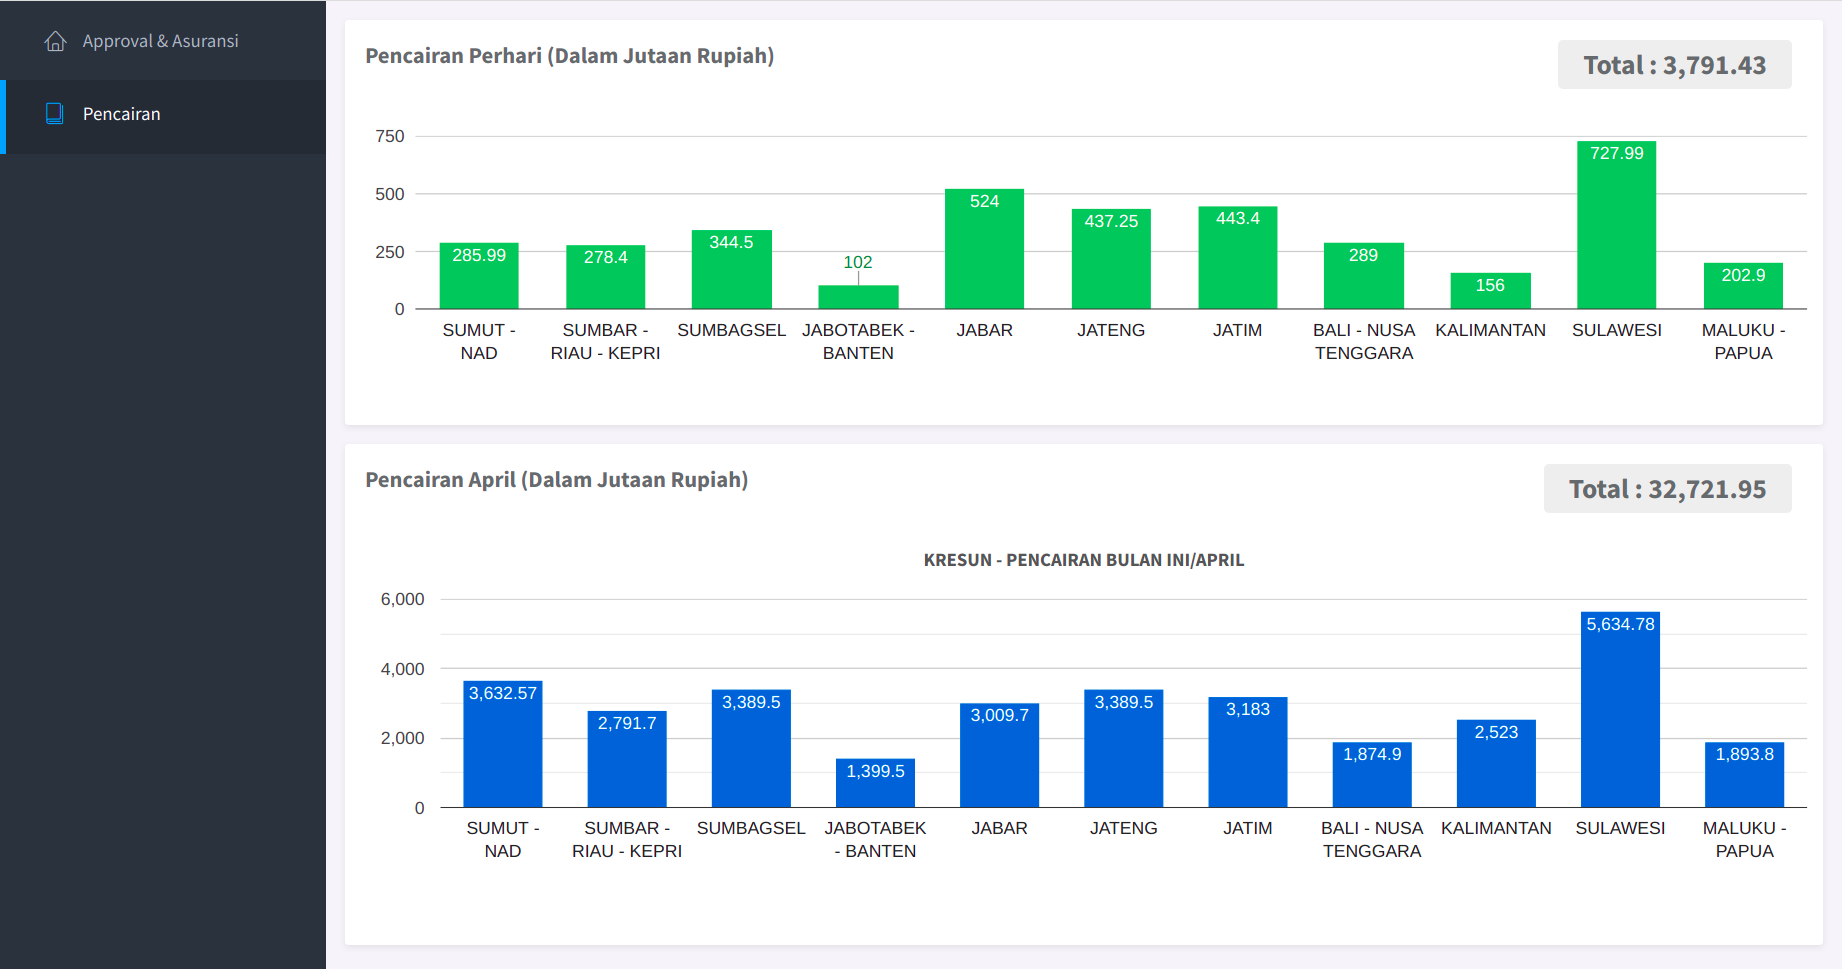 Approval & Asuransi
Pencairan
Pencairan Perhari (Dalam Jutaan Rupiah)
Total : 3,791.43
750
500
250
0
285.99
278.4
344.5
102
524
437.25
443.4
289
156
727.99
202.9
SUMUT -
NAD
SUMBAR -
RIAU - KEPRI
SUMBAGSEL
JABOTABEK -
BANTEN
JABAR
JATENG
JATIM
BALI - NUSA
TENGGARA
KALIMANTAN
SULAWESI
MALUKU -
PAPUA
Pencairan April (Dalam Jutaan Rupiah)
Total : 32,721.95
KRESUN - PENCAIRAN BULAN INI/APRIL
6,000
4,000
2,000
0
3,632.57
2,791.7
3,389.5
1,399.5
3,009.7
3,389.5
3,183
1,874.9
2,523
5,634.78
1,893.8
SUMUT -
NAD
SUMBAR -
RIAU - KEPRI
SUMBAGSEL
JABOTABEK
- BANTEN
JABAR
JATENG
JATIM
BALI - NUSA
TENGGARA
KALIMANTAN
SULAWESI
MALUKU -
PAPUA